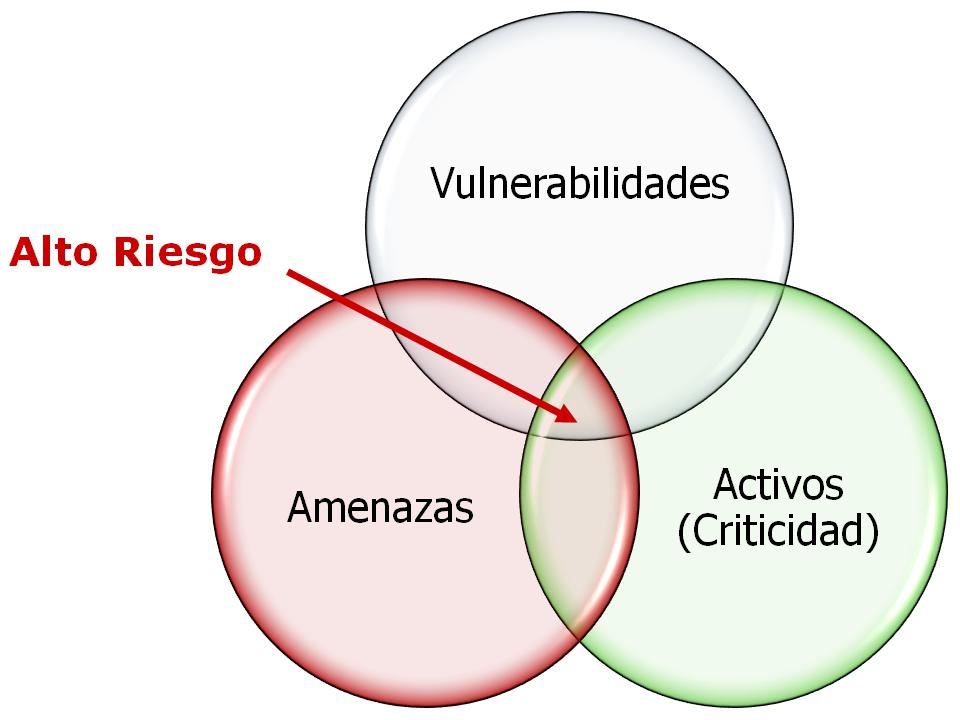 Vulnerabilidades
Alto Riesgo
Amenazas
Activos
(Criticidad)